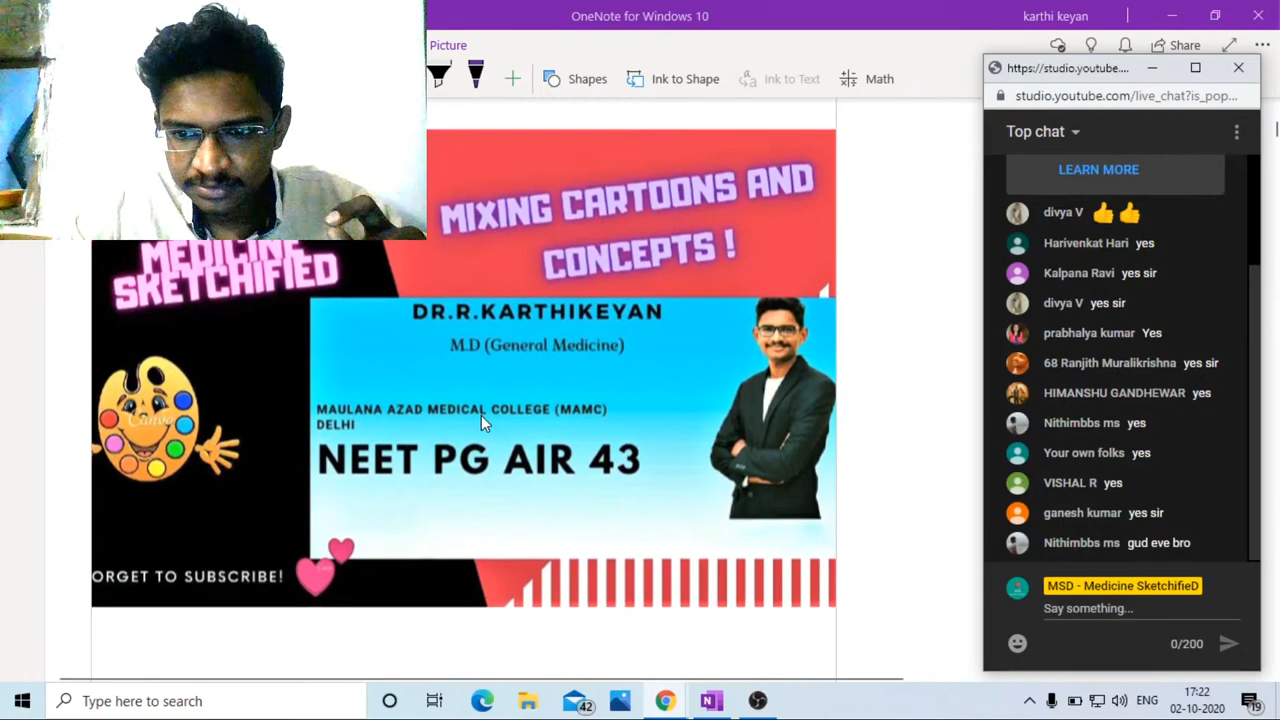 OneNote for Windows 10
karthi keyan
Picture
Share
Shapes
Ink to Shape
Ink to Text
Math
https://studio.youtube....
studio.youtube.com/live_chat?is_pop...
Top chat
LEARN MORE
divya V 👍👍
Harivenkat Hari yes
Kalpana Ravi yes sir
divya V yes sir
prabhalya kumar Yes
68 Ranjith Muralikrishna yes sir
HIMANSHU GANDHEWAR yes
Nithimbbs ms yes
Your own folks yes
VISHAL R yes
ganesh kumar yes sir
Nithimbbs ms gud eve bro
MSD - Medicine SketchifieD
Say something...
0/200
MIXING CARTOONS AND
CONCEPTS !
MEDICINE
SKETCHIFIED
DR.R.KARTHIKEYAN
M.D (General Medicine)
MAULANA AZAD MEDICAL COLLEGE (MAMC)
DELHI
NEET PG AIR 43
Canva
ORGET TO SUBSCRIBE!
Type here to search
42
ENG
17:22
02-10-2020
19